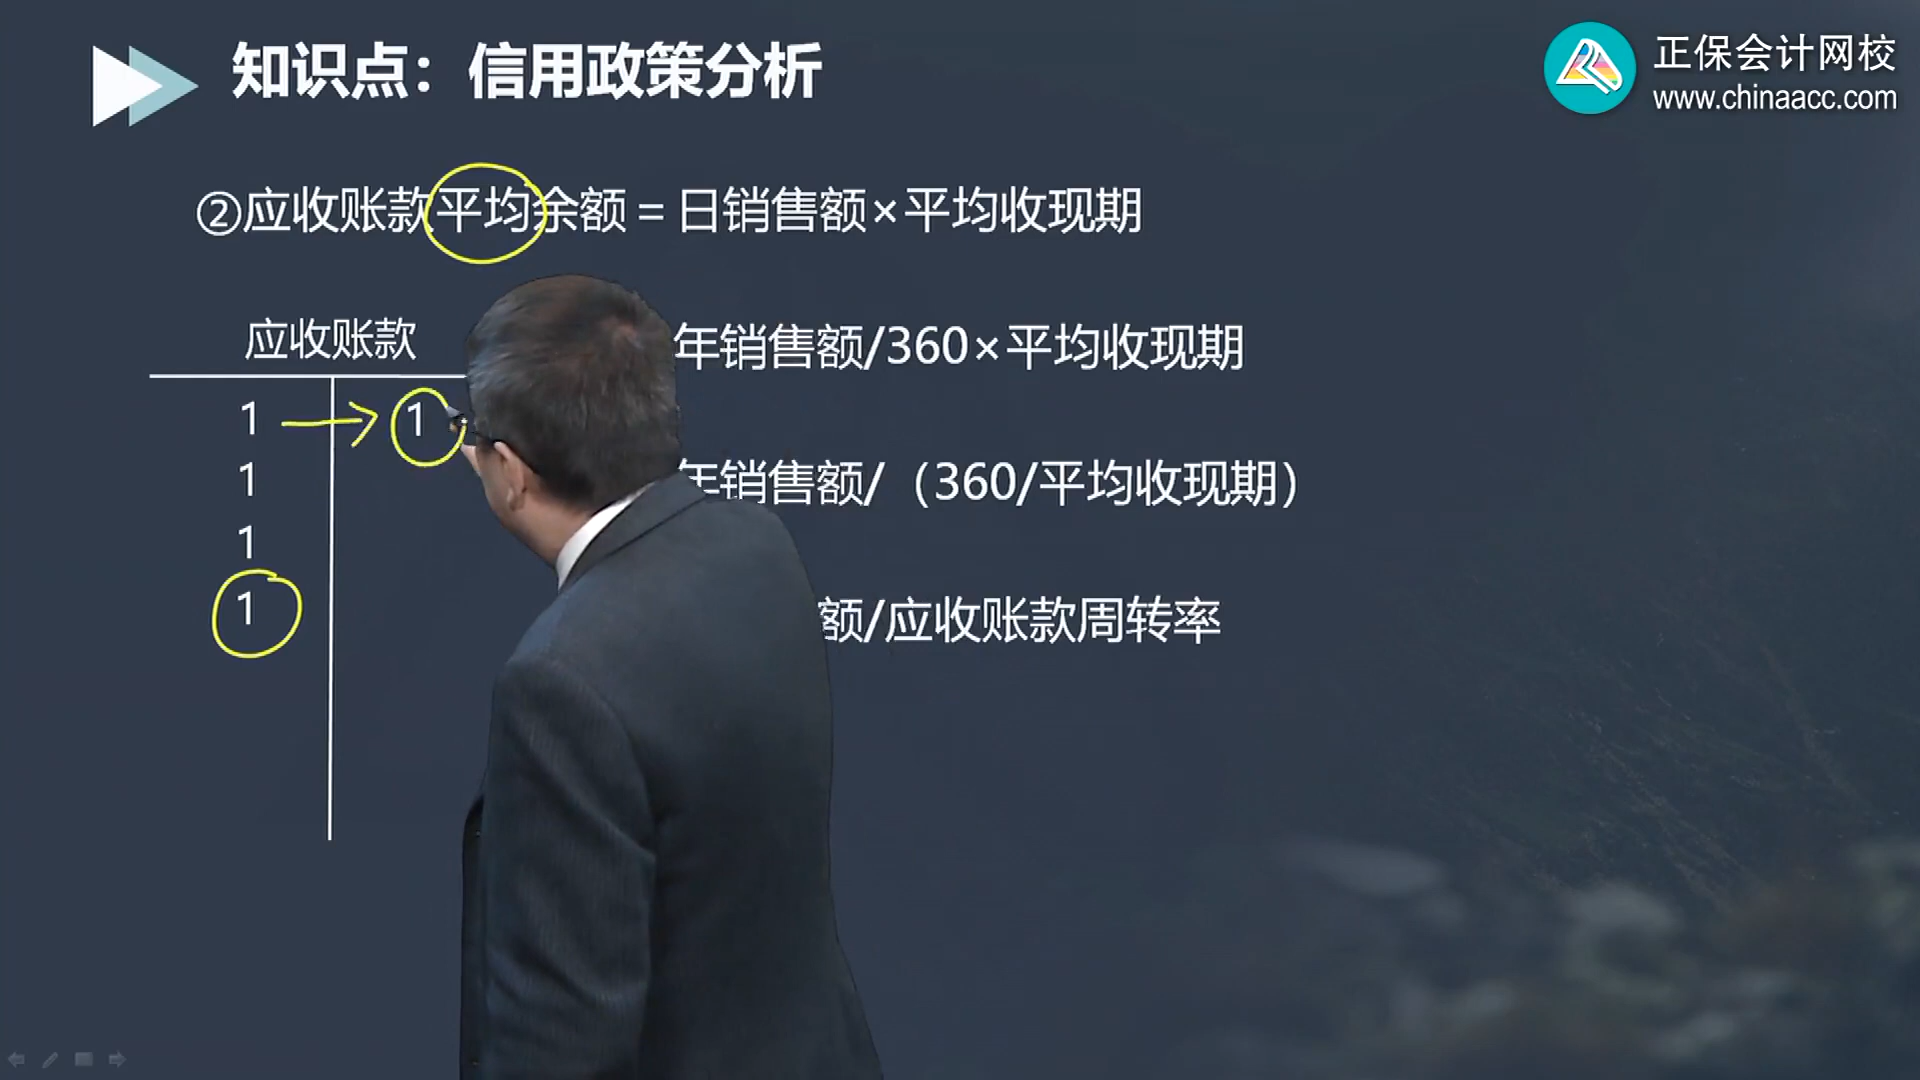 知识点：信用政策分析
正保会计网校
www.chinaacc.com
②应收账款平均余额＝日销售额×平均收现期
应收账款
年销售额/360×平均收现期
1 1
年销售额/（360/平均收现期）
1
1
1
额/应收账款周转率